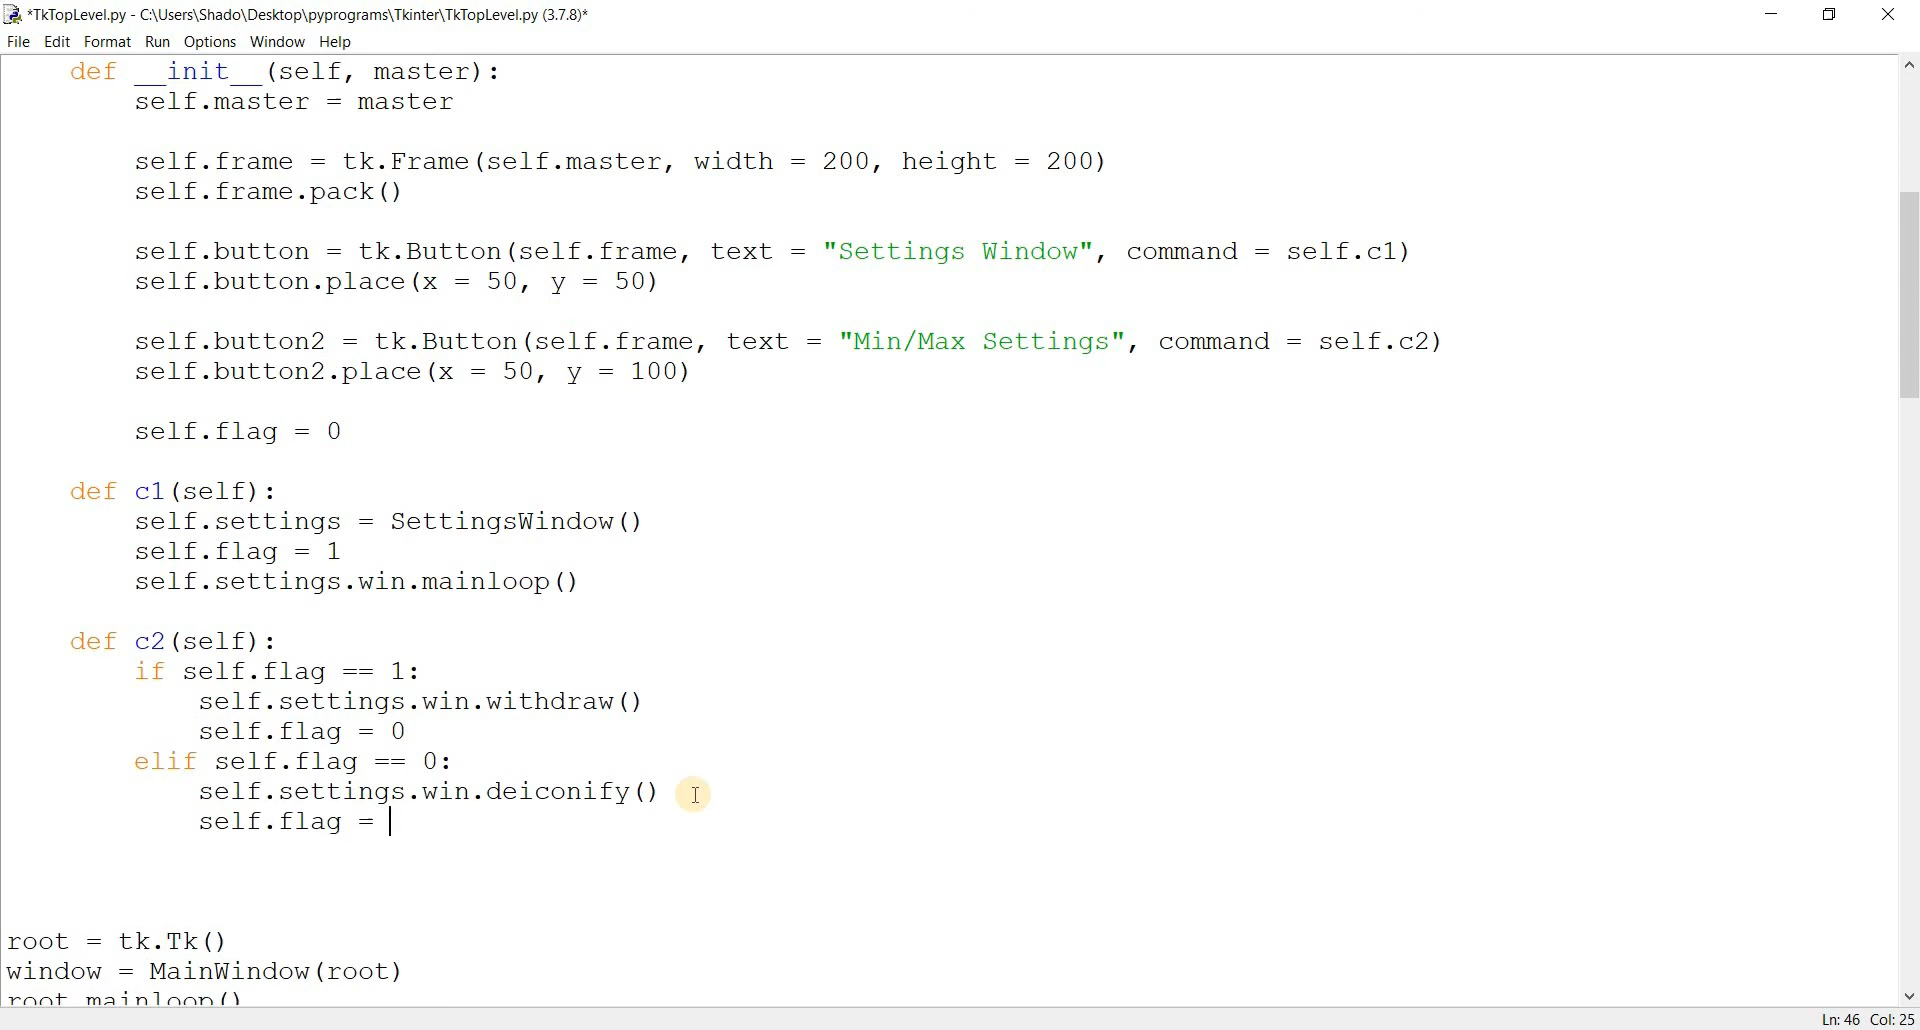 *TkTopLevel.py - C:\Users\Shado\Desktop\pyprograms\Tkinter\TkTopLevel.py (3.7.8)*
File Edit Format Run Options Window Help
def __init__(self, master):
self.master = master
self.frame = tk.Frame(self.master, width = 200, height = 200)
self.frame.pack()
self.button = tk.Button(self.frame, text = "Settings Window", command = self.c1)
self.button.place(x = 50, y = 50)
self.button2 = tk.Button(self.frame, text = "Min/Max Settings", command = self.c2)
self.button2.place(x = 50, y = 100)
self.flag = 0
def c1(self):
self.settings = SettingsWindow()
self.flag = 1
self.settings.win.mainloop()
def c2(self):
if self.flag == 1:
self.settings.win.withdraw()
self.flag = 0
elif self.flag == 0:
self.settings.win.deiconify()
self.flag =
root = tk.Tk()
window = MainWindow(root)
root.mainloop()
Ln: 46 Col: 25